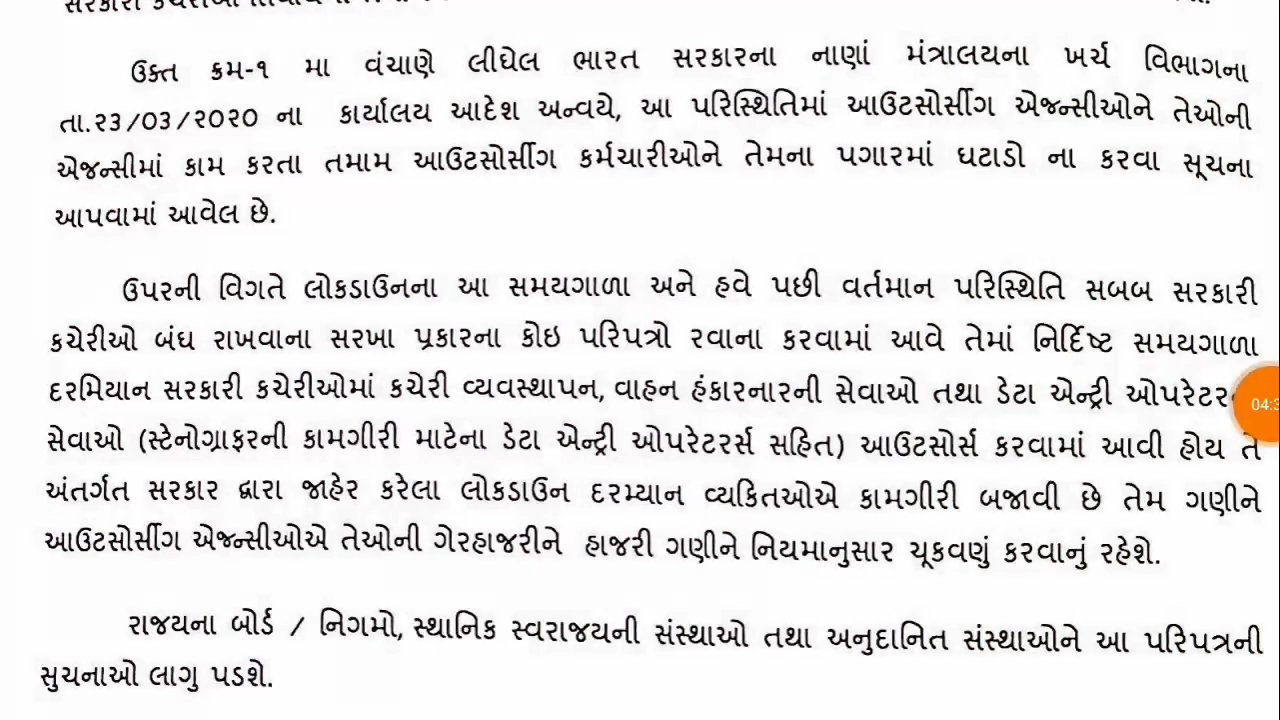 સરકારી કચેરીઓ
ઉક્ત ક્રમ-૧ મા વંચાણે લીધેલ ભારત સરકારના નાણાં મંત્રાલયના ખર્ચ વિભાગના
તા.૨૩/૦૩/૨૦૨૦ ના કાર્યાલય આદેશ અન્વયે, આ પરિસ્થિતિમાં આઉટસોર્સીગ એજન્સીઓને તેઓની
એજન્સીમાં કામ કરતા તમામ આઉટસોર્સીગ કર્મચારીઓને તેમના પગારમાં ઘટાડો ના કરવા સૂચના
આપવામાં આવેલ છે.
ઉપરની વિગતે લોકડાઉનના આ સમયગાળા અને હવે પછી વર્તમાન પરિસ્થિતિ સબબ સરકારી
કચેરીઓ બંધ રાખવાના સરખા પ્રકારના કોઇ પરિપત્રો રવાના કરવામાં આવે તેમાં નિર્દિષ્ટ સમયગાળા
દરમિયાન સરકારી કચેરીઓમાં કચેરી વ્યવસ્થાપન, વાહન હંકારનારની સેવાઓ તથા ડેટા એન્ટ્રી ઓપરેટર
સેવાઓ (સ્ટેનોગ્રાફરની કામગીરી માટેના ડેટા એન્ટ્રી ઓપરેટર્સ સહિત) આઉટસોર્સ કરવામાં આવી હોય તે
અંતર્ગત સરકાર દ્વારા જાહેર કરેલા લોકડાઉન દરમ્યાન વ્યકિતઓએ કામગીરી બજાવી છે તેમ ગણીને
આઉટસોર્સીગ એજન્સીઓએ તેઓની ગેરહાજરીને હાજરી ગણીને નિયમાનુસાર ચૂકવણું કરવાનું રહેશે.
રાજયના બોર્ડ / નિગમો, સ્થાનિક સ્વરાજયની સંસ્થાઓ તથા અનુદાનિત સંસ્થાઓને આ પરિપત્રની
સુચનાઓ લાગુ પડશે.